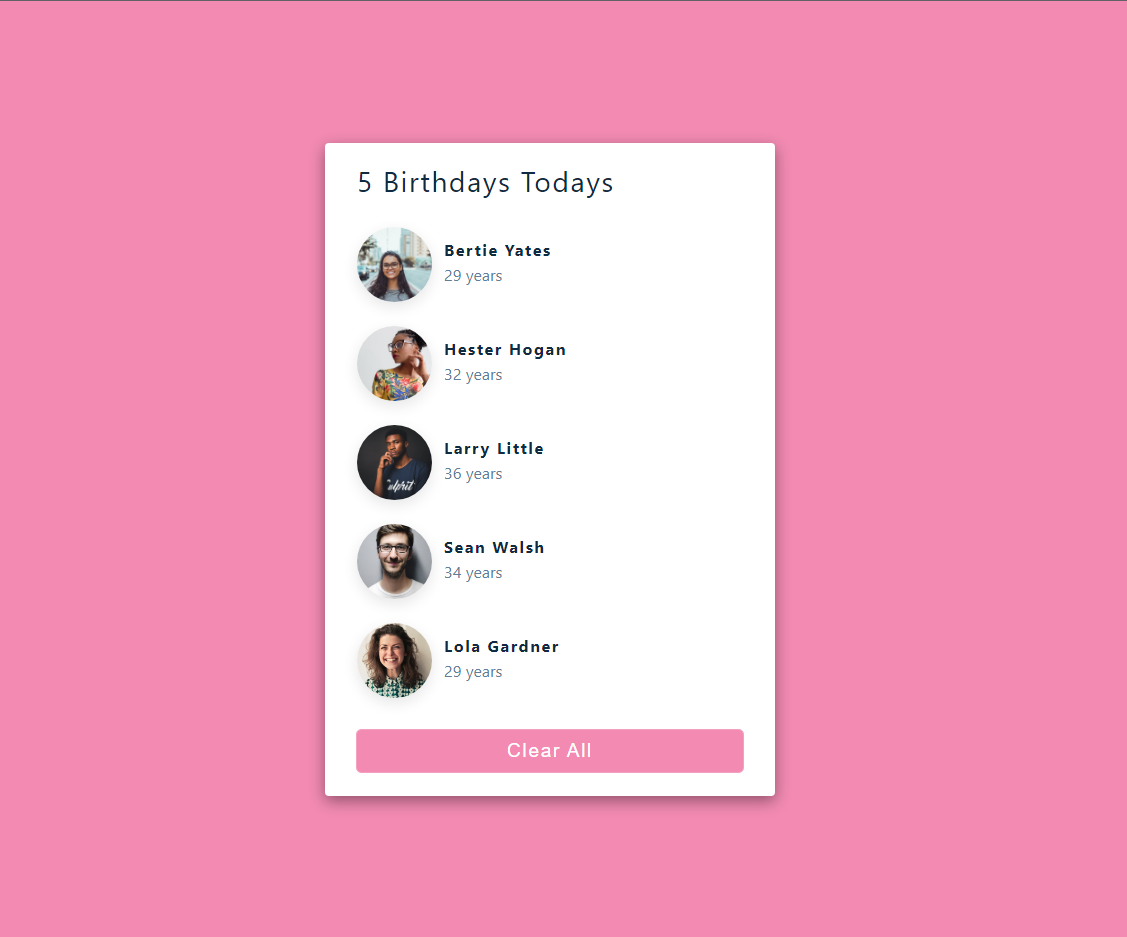 5 Birthdays Todays
Bertie Yates
29 years
Hester Hogan
32 years
Larry Little
36 years
Sean Walsh
34 years
Lola Gardner
29 years
Clear All